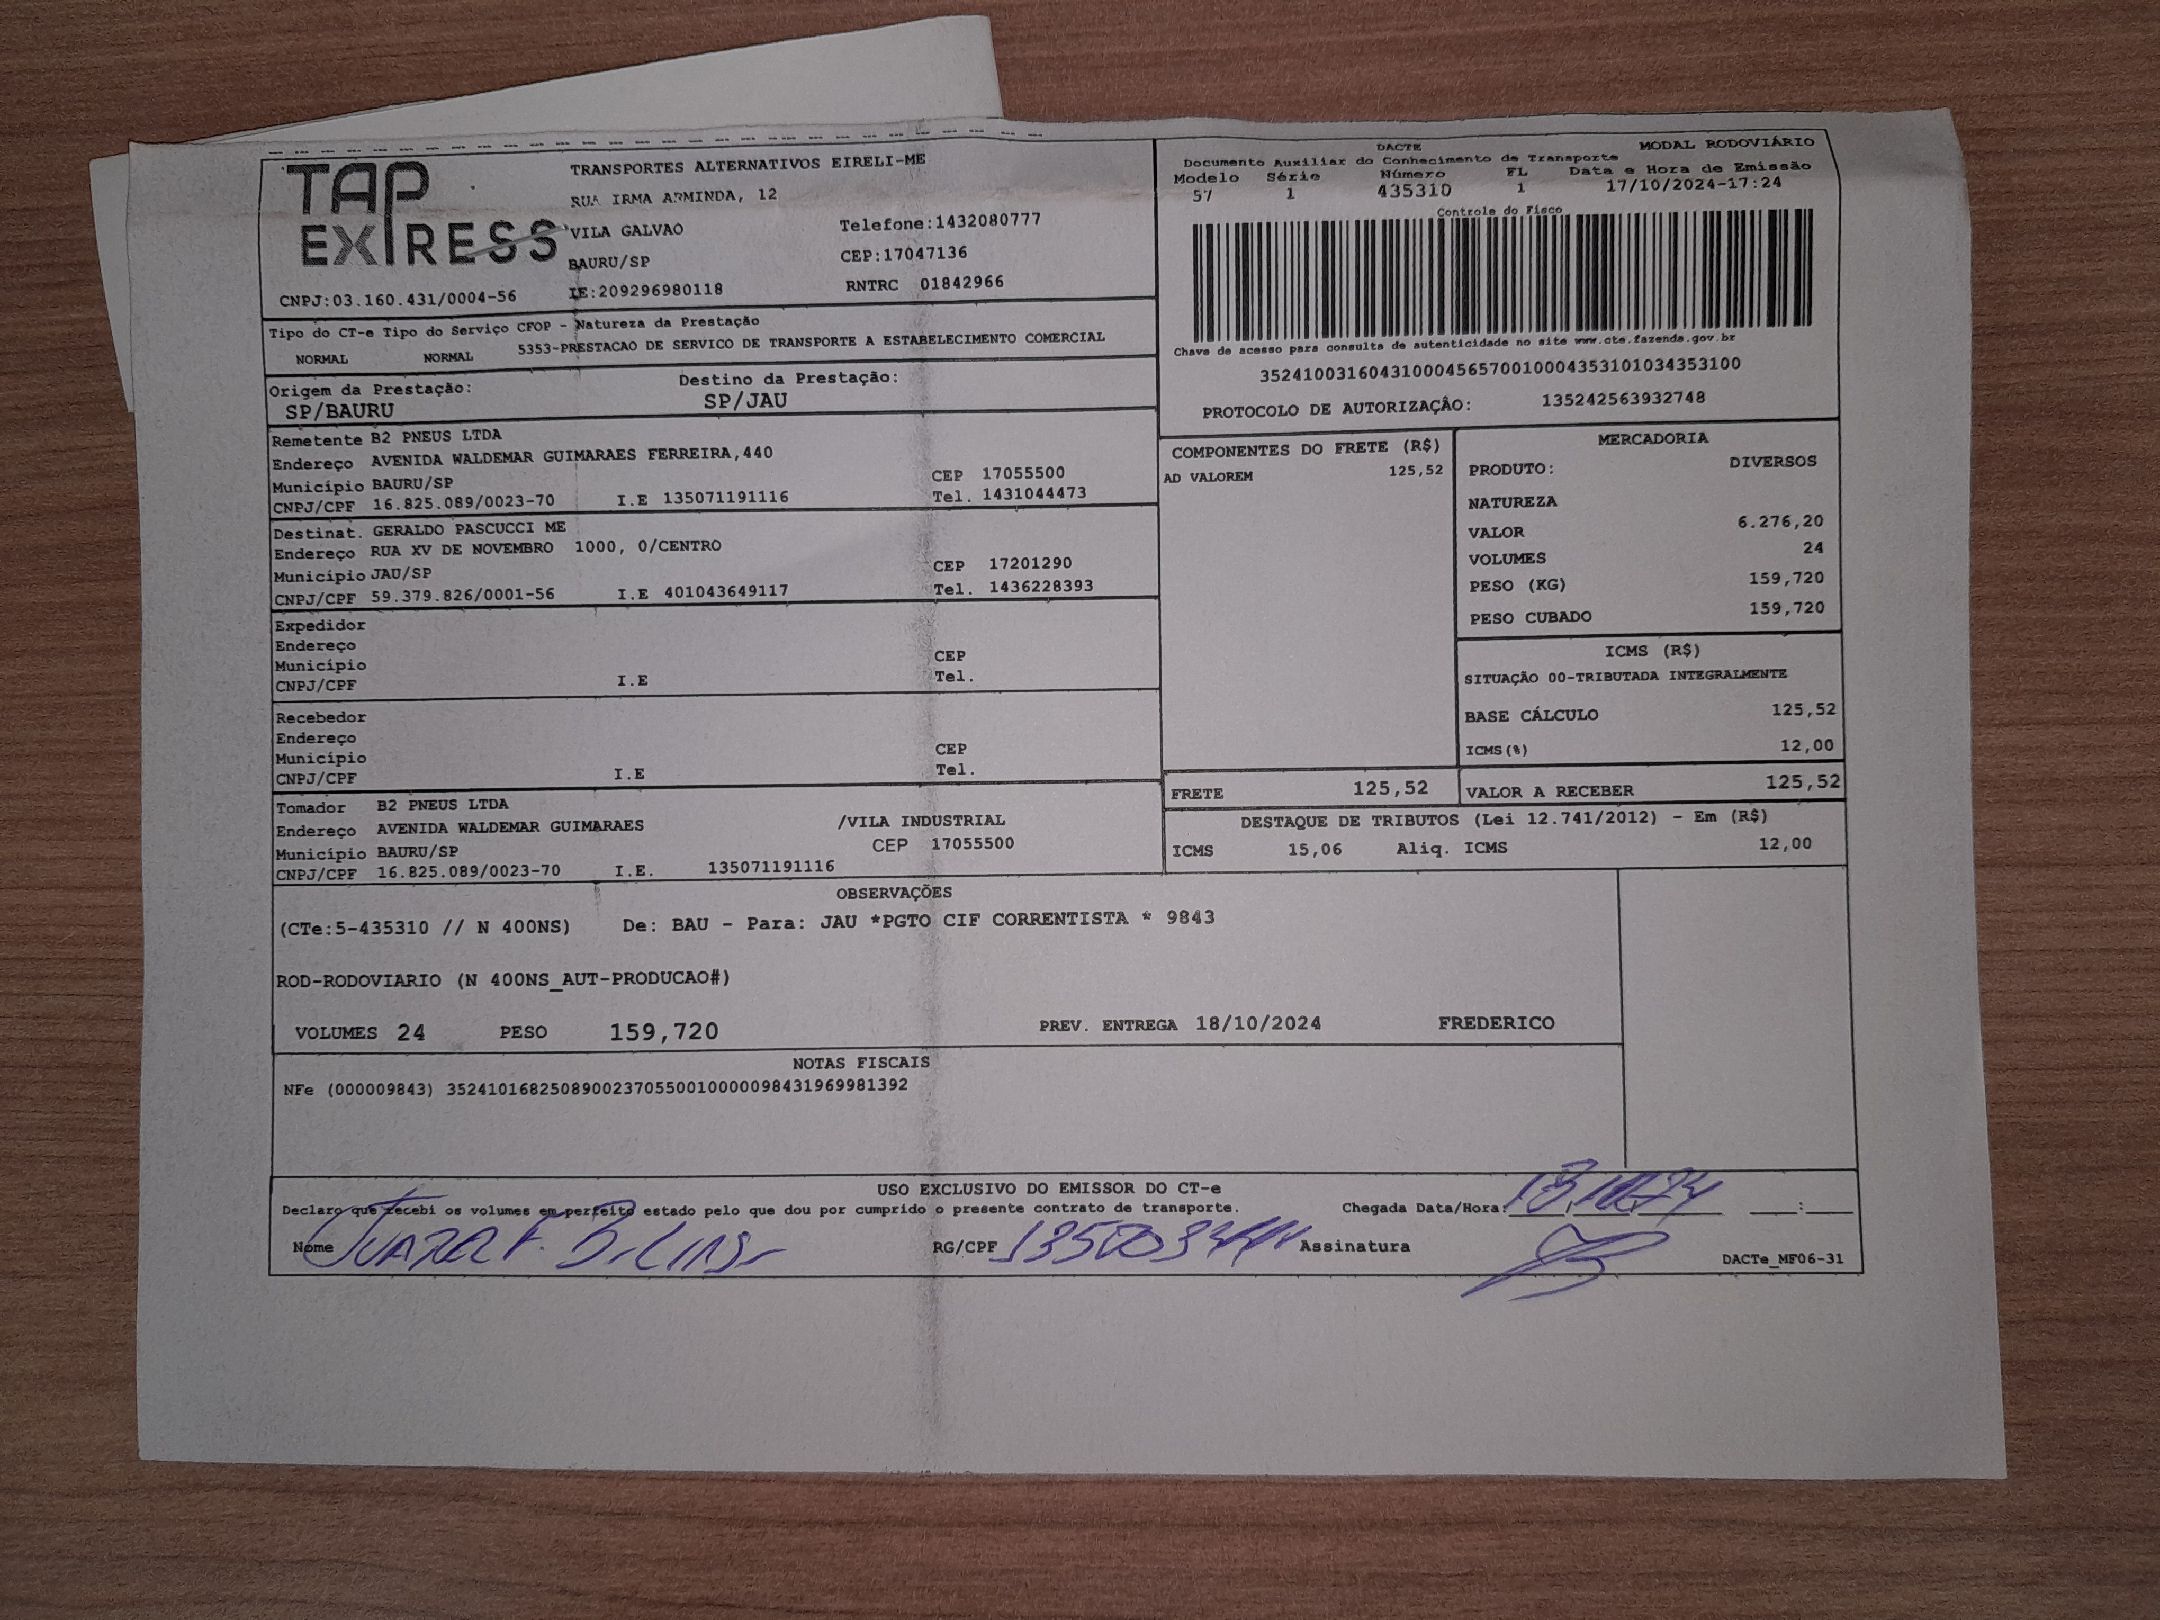 TAP
EXPRESS
CNPJ:03.160.431/0004-56
TRANSPORTES ALTERNATIVOS EIRELI-ME
RUA IRMA ARMINDA, 12
VILA GALVAO
Telefone:1432080777
BAURU/SP
CEP:17047136
IE:209296980118
RNTRC 01842966
DACTE
MODAL RODOVIÁRIO
Documento Auxiliar do Conhecimento de Transporte
Modelo Série Número FL Data e Hora de Emissão
57 1 435310 1 17/10/2024-17:24
Controle do Fisco
Chave de acesso para consulta de autenticidade no site www.cte.fazenda.gov.br
35241003160431000456570010004353101034353100
PROTOCOLO DE AUTORIZAÇÂO: 135242563932748
Tipo do CT-e Tipo do Serviço CFOP - Natureza da Prestação
NORMAL NORMAL 5353-PRESTACAO DE SERVICO DE TRANSPORTE A ESTABELECIMENTO COMERCIAL
Origem da Prestação: Destino da Prestação:
SP/BAURU SP/JAU
Remetente B2 PNEUS LTDA
Endereço AVENIDA WALDEMAR GUIMARAES FERREIRA,440
Município BAURU/SP CEP 17055500
CNPJ/CPF 16.825.089/0023-70 I.E 135071191116 Tel. 1431044473
Destinat. GERALDO PASCUCCI ME
Endereço RUA XV DE NOVEMBRO 1000, 0/CENTRO
Município JAU/SP CEP 17201290
CNPJ/CPF 59.379.826/0001-56 I.E 401043649117 Tel. 1436228393
Expedidor
Endereço
Município CEP
CNPJ/CPF I.E Tel.
Recebedor
Endereço
Município CEP
CNPJ/CPF I.E Tel.
Tomador B2 PNEUS LTDA
Endereço AVENIDA WALDEMAR GUIMARAES /VILA INDUSTRIAL
Município BAURU/SP CEP 17055500
CNPJ/CPF 16.825.089/0023-70 I.E. 135071191116
COMPONENTES DO FRETE (R$)
AD VALOREM 125,52
FRETE 125,52
MERCADORIA
PRODUTO: DIVERSOS
NATUREZA
VALOR 6.276,20
VOLUMES 24
PESO (KG) 159,720
PESO CUBADO 159,720
ICMS (R$)
SITUAÇÃO 00-TRIBUTADA INTEGRALMENTE
BASE CÁLCULO 125,52
ICMS(%) 12,00
VALOR A RECEBER 125,52
DESTAQUE DE TRIBUTOS (Lei 12.741/2012) - Em (R$)
ICMS 15,06 Aliq. ICMS 12,00
OBSERVAÇÕES
(CTe:5-435310 // N 400NS) De: BAU - Para: JAU *PGTO CIF CORRENTISTA * 9843
ROD-RODOVIARIO (N 400NS_AUT-PRODUCAO#)
VOLUMES 24 PESO 159,720 PREV. ENTREGA 18/10/2024 FREDERICO
NOTAS FISCAIS
NFe (000009843) 35241016825089002370550010000098431969981392
USO EXCLUSIVO DO EMISSOR DO CT-e
Declaro que recebi os volumes em perfeito estado pelo que dou por cumprido o presente contrato de transporte. Chegada Data/Hora:
Nome RG/CPF Assinatura
DACTe_MF06-31